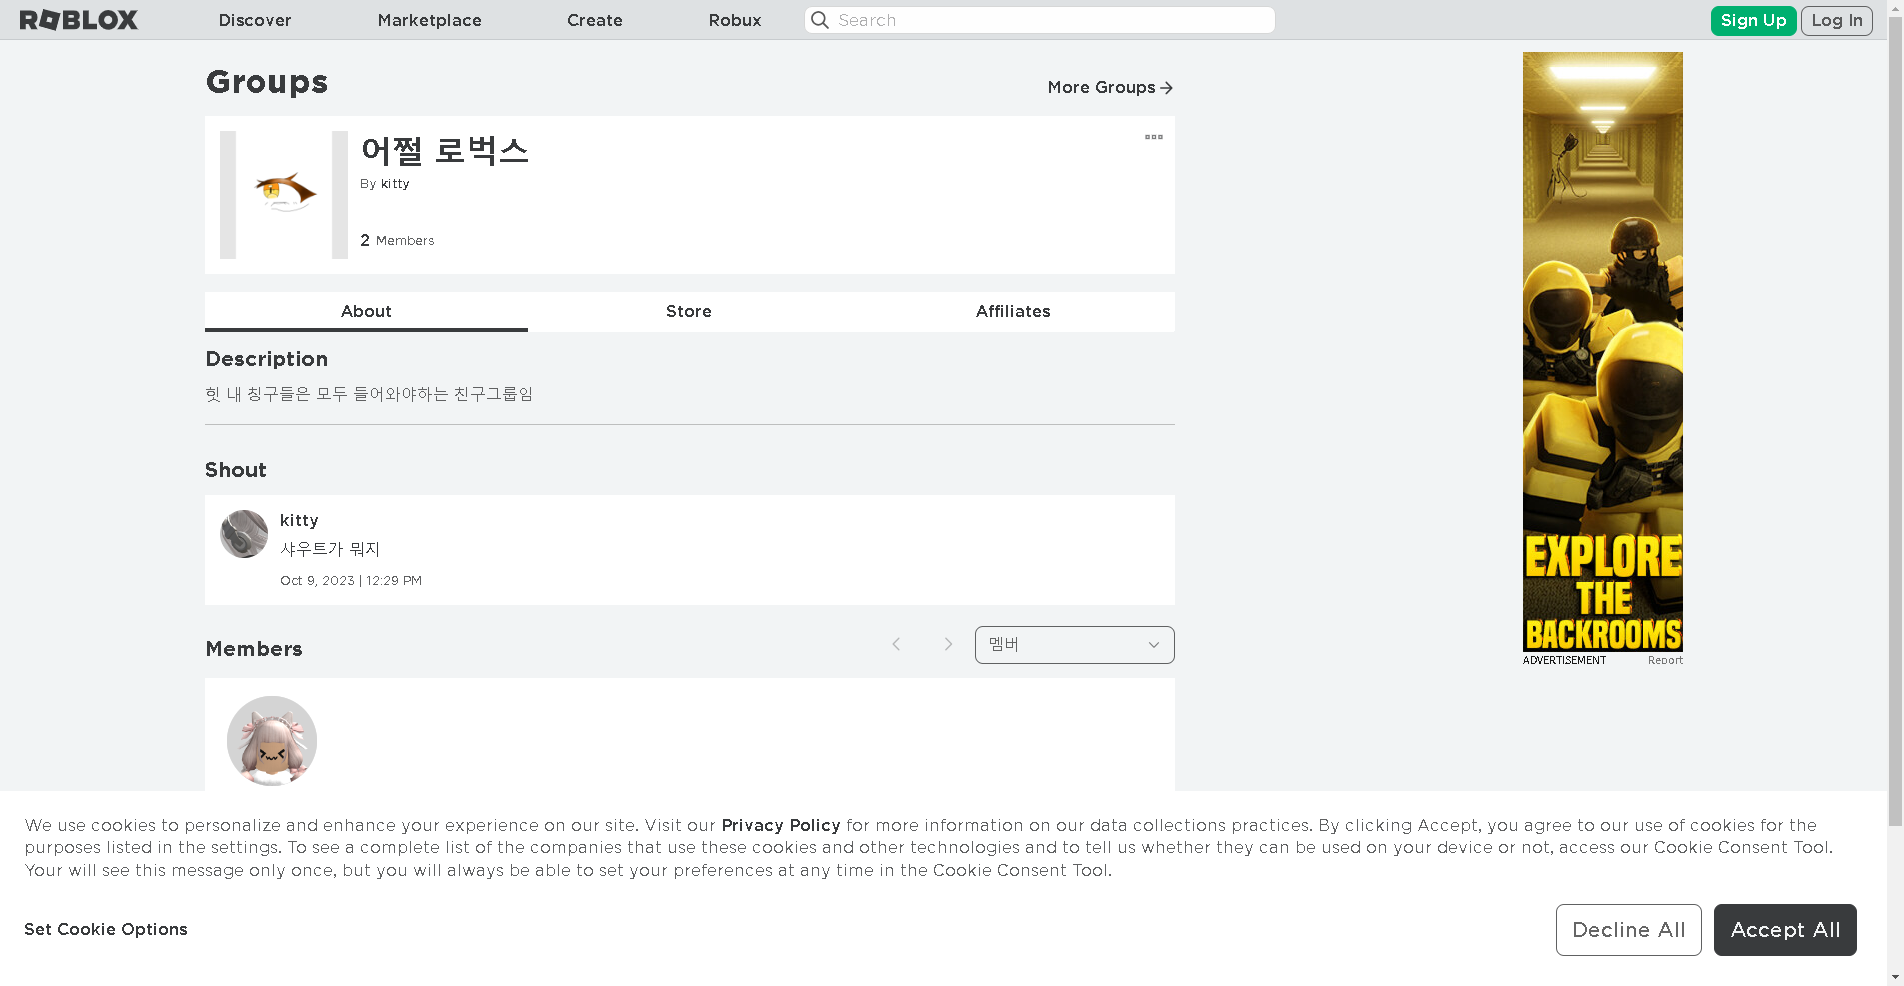 ROBLOX
Discover
Marketplace
Create
Robux
Search
Sign Up
Log In
Groups
More Groups
어쩔 로벅스
By kitty
2 Members
About
Store
Affiliates
Description
힛 내 칭구들은 모두 들어와야하는 친구그룹임
Shout
kitty
샤우트가 뭐지
Oct 9, 2023 | 12:29 PM
Members
멤버
EXPLORE
THE
BACKROOMS
ADVERTISEMENT
Report
We use cookies to personalize and enhance your experience on our site. Visit our Privacy Policy for more information on our data collections practices. By clicking Accept, you agree to our use of cookies for the
purposes listed in the settings. To see a complete list of the companies that use these cookies and other technologies and to tell us whether they can be used on your device or not, access our Cookie Consent Tool.
Your will see this message only once, but you will always be able to set your preferences at any time in the Cookie Consent Tool.
Set Cookie Options
Decline All
Accept All